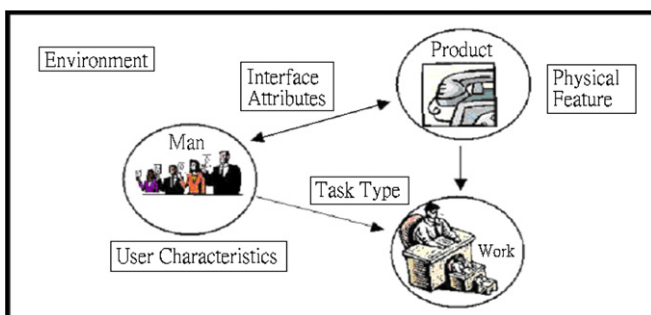 Environment
Interface
Attributes
Product
Physical
Feature
Man
Task Type
User Characteristics
Work